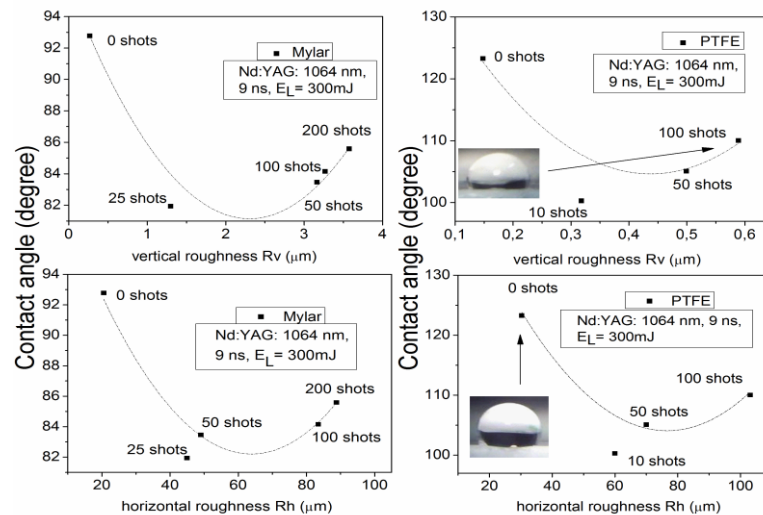 94
92
90
88
86
84
82
0 shots
Mylar
Nd:YAG: 1064 nm,
9 ns, EL= 300mJ
200 shots
100 shots
25 shots
50 shots
0
1
2
3
4
vertical roughness Rv (μm)
130
120
110
100
0 shots
PTFE
Nd:YAG: 1064 nm
9 ns, EL= 300mJ
100 shots
50 shots
10 shots
0,1
0,2
0,3
0,4
0,5
0,6
vertical roughness Rv (μm)
Contact angle (degree)
Contact angle (degree)
94
92
90
88
86
84
82
0 shots
Mylar
Nd:YAG: 1064 nm,
9 ns, EL= 300mJ
200 shots
50 shots
100 shots
25 shots
20
40
60
80
100
horizontal roughness Rh (μm)
130
120
110
100
0 shots
PTFE
Nd:YAG: 1064 nm, 9 ns,
EL= 300mJ
100 shots
50 shots
10 shots
20
40
60
80
100
horizontal roughness Rh (μm)